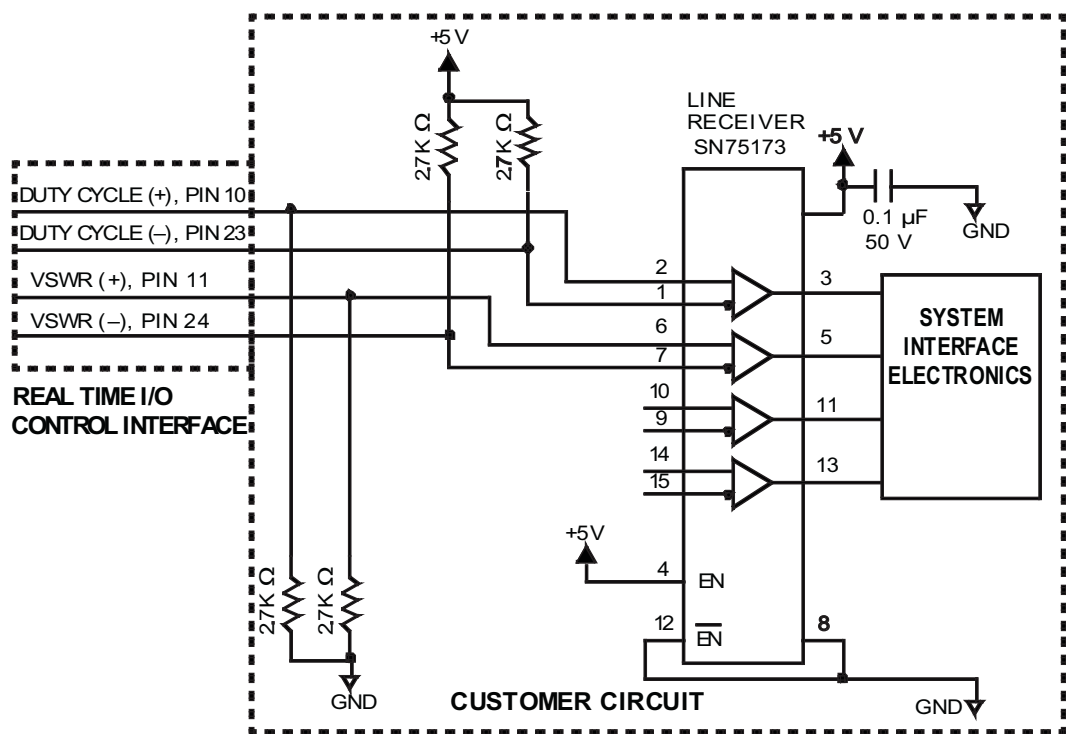 +5 V
27K Ω
27K Ω
LINE
RECEIVER
SN75173
+5 V
0.1 µF
50 V
GND
DUTY CYCLE (+), PIN 10
DUTY CYCLE (–), PIN 23
VSWR (+), PIN 11
VSWR (–), PIN 24
REAL TIME I/O
CONTROL INTERFACE
2
1
3
6
7
5
10
9
11
14
15
13
SYSTEM
INTERFACE
ELECTRONICS
+5V
4
EN
12
EN
8
27K Ω
27K Ω
GND
CUSTOMER CIRCUIT
GND